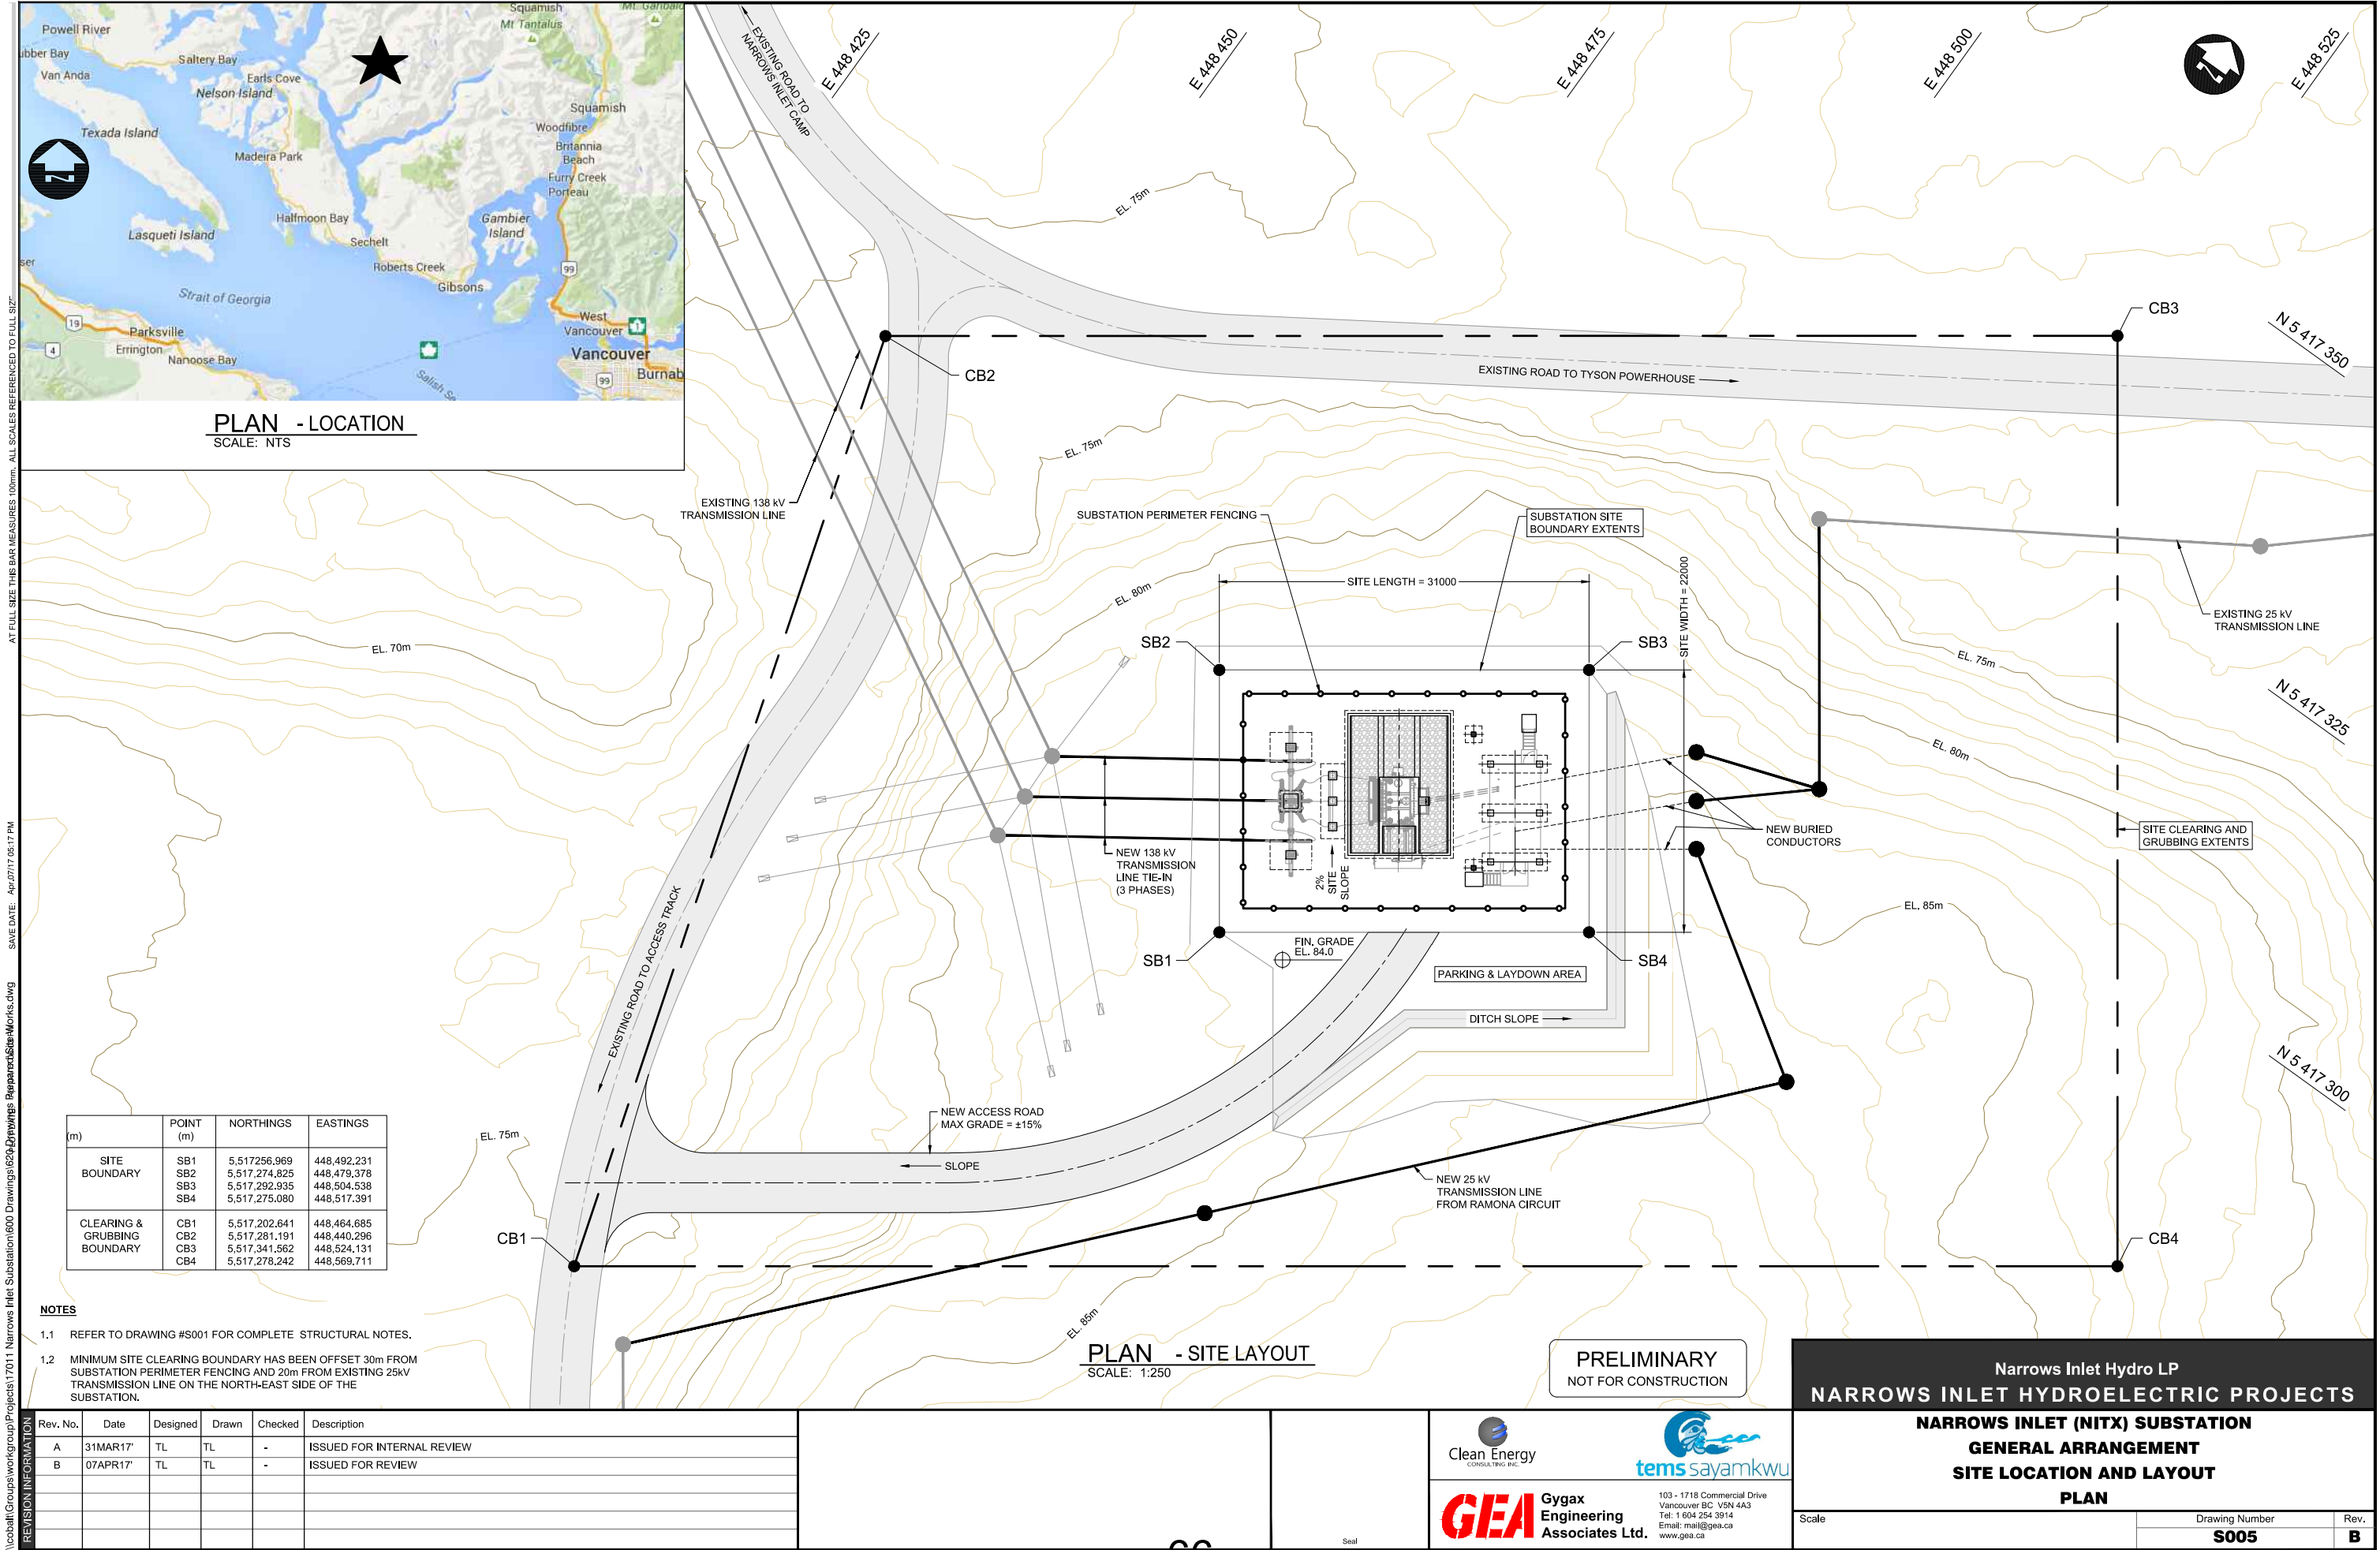 Squamish
Mt Tantalus
Powell River
Van Anda
Saltery Bay
Earls Cove
Nelson Island
Texada Island
Madeira Park
Squamish
Woodfibre
Britannia
Beach
Furry Creek
Porteau
Halfmoon Bay
Gambier
Island
Lasqueti Island
Sechelt
Roberts Creek
Gibsons
99
Strait of Georgia
19
Parksville
Errington
Nanoose Bay
4
West
Vancouver
1
Vancouver
99
Burnab
PLAN - LOCATION
SCALE: NTS
EXISTING ROAD TO
NARROWS INLET CAMP
E 448 425
E 448 450
E 448 475
E 448 500
E 448 525
EL. 75m
CB3
N 5 417 350
CB2
EXISTING ROAD TO TYSON POWERHOUSE
EL. 75m
EXISTING 138 kV
TRANSMISSION LINE
SUBSTATION PERIMETER FENCING
SUBSTATION SITE
BOUNDARY EXTENTS
SITE LENGTH = 31000
SITE WIDTH = 22000
EL. 80m
EXISTING 25 kV
TRANSMISSION LINE
EL. 70m
SB2
SB3
EL. 75m
N 5 417 325
EL. 80m
NEW 138 kV
TRANSMISSION
LINE TIE-IN
(3 PHASES)
2%
SITE
SLOPE
NEW BURIED
CONDUCTORS
SITE CLEARING AND
GRUBBING EXTENTS
EL. 85m
EXISTING ROAD TO ACCESS TRACK
SB1
FIN. GRADE
EL. 84.0
SB4
PARKING & LAYDOWN AREA
DITCH SLOPE
N 5 417 300
NEW ACCESS ROAD
MAX GRADE = ±15%
SLOPE
EL. 75m
NEW 25 kV
TRANSMISSION LINE
FROM RAMONA CIRCUIT
CB1
CB4
EL. 85m
(m) POINT (m) NORTHINGS EASTINGS
SITE BOUNDARY SB1 5,517256,969 448,492.231
SB2 5,517,274.825 448,479.378
SB3 5,517,292.935 448,504.538
SB4 5,517,275.080 448,517.391
CLEARING & GRUBBING BOUNDARY CB1 5,517,202.641 448,464.685
CB2 5,517,281.191 448,440.296
CB3 5,517,341.562 448,524.131
CB4 5,517,278.242 448,569.711
NOTES
1.1 REFER TO DRAWING #S001 FOR COMPLETE STRUCTURAL NOTES.
1.2 MINIMUM SITE CLEARING BOUNDARY HAS BEEN OFFSET 30m FROM
SUBSTATION PERIMETER FENCING AND 20m FROM EXISTING 25kV
TRANSMISSION LINE ON THE NORTH-EAST SIDE OF THE
SUBSTATION.
PLAN - SITE LAYOUT
SCALE: 1:250
PRELIMINARY
NOT FOR CONSTRUCTION
REVISION INFORMATION
Rev. No. Date Designed Drawn Checked Description
A 31MAR17' TL TL - ISSUED FOR INTERNAL REVIEW
B 07APR17' TL TL - ISSUED FOR REVIEW
Seal
Clean Energy
CONSULTING INC.
tems sayamkwu
GEA
Gygax
Engineering
Associates Ltd.
103 - 1718 Commercial Drive
Vancouver BC V5N 4A3
Tel: 1 604 254 3914
Email: mail@gea.ca
www.gea.ca
Narrows Inlet Hydro LP
NARROWS INLET HYDROELECTRIC PROJECTS
NARROWS INLET (NITX) SUBSTATION
GENERAL ARRANGEMENT
SITE LOCATION AND LAYOUT
PLAN
Scale
Drawing Number
S005
Rev.
B
AT FULL SIZE THIS BAR MEASURES 100mm. ALL SCALES REFERENCED TO FULL SIZE
SAVE DATE: Apr,07/17 05:17 PM